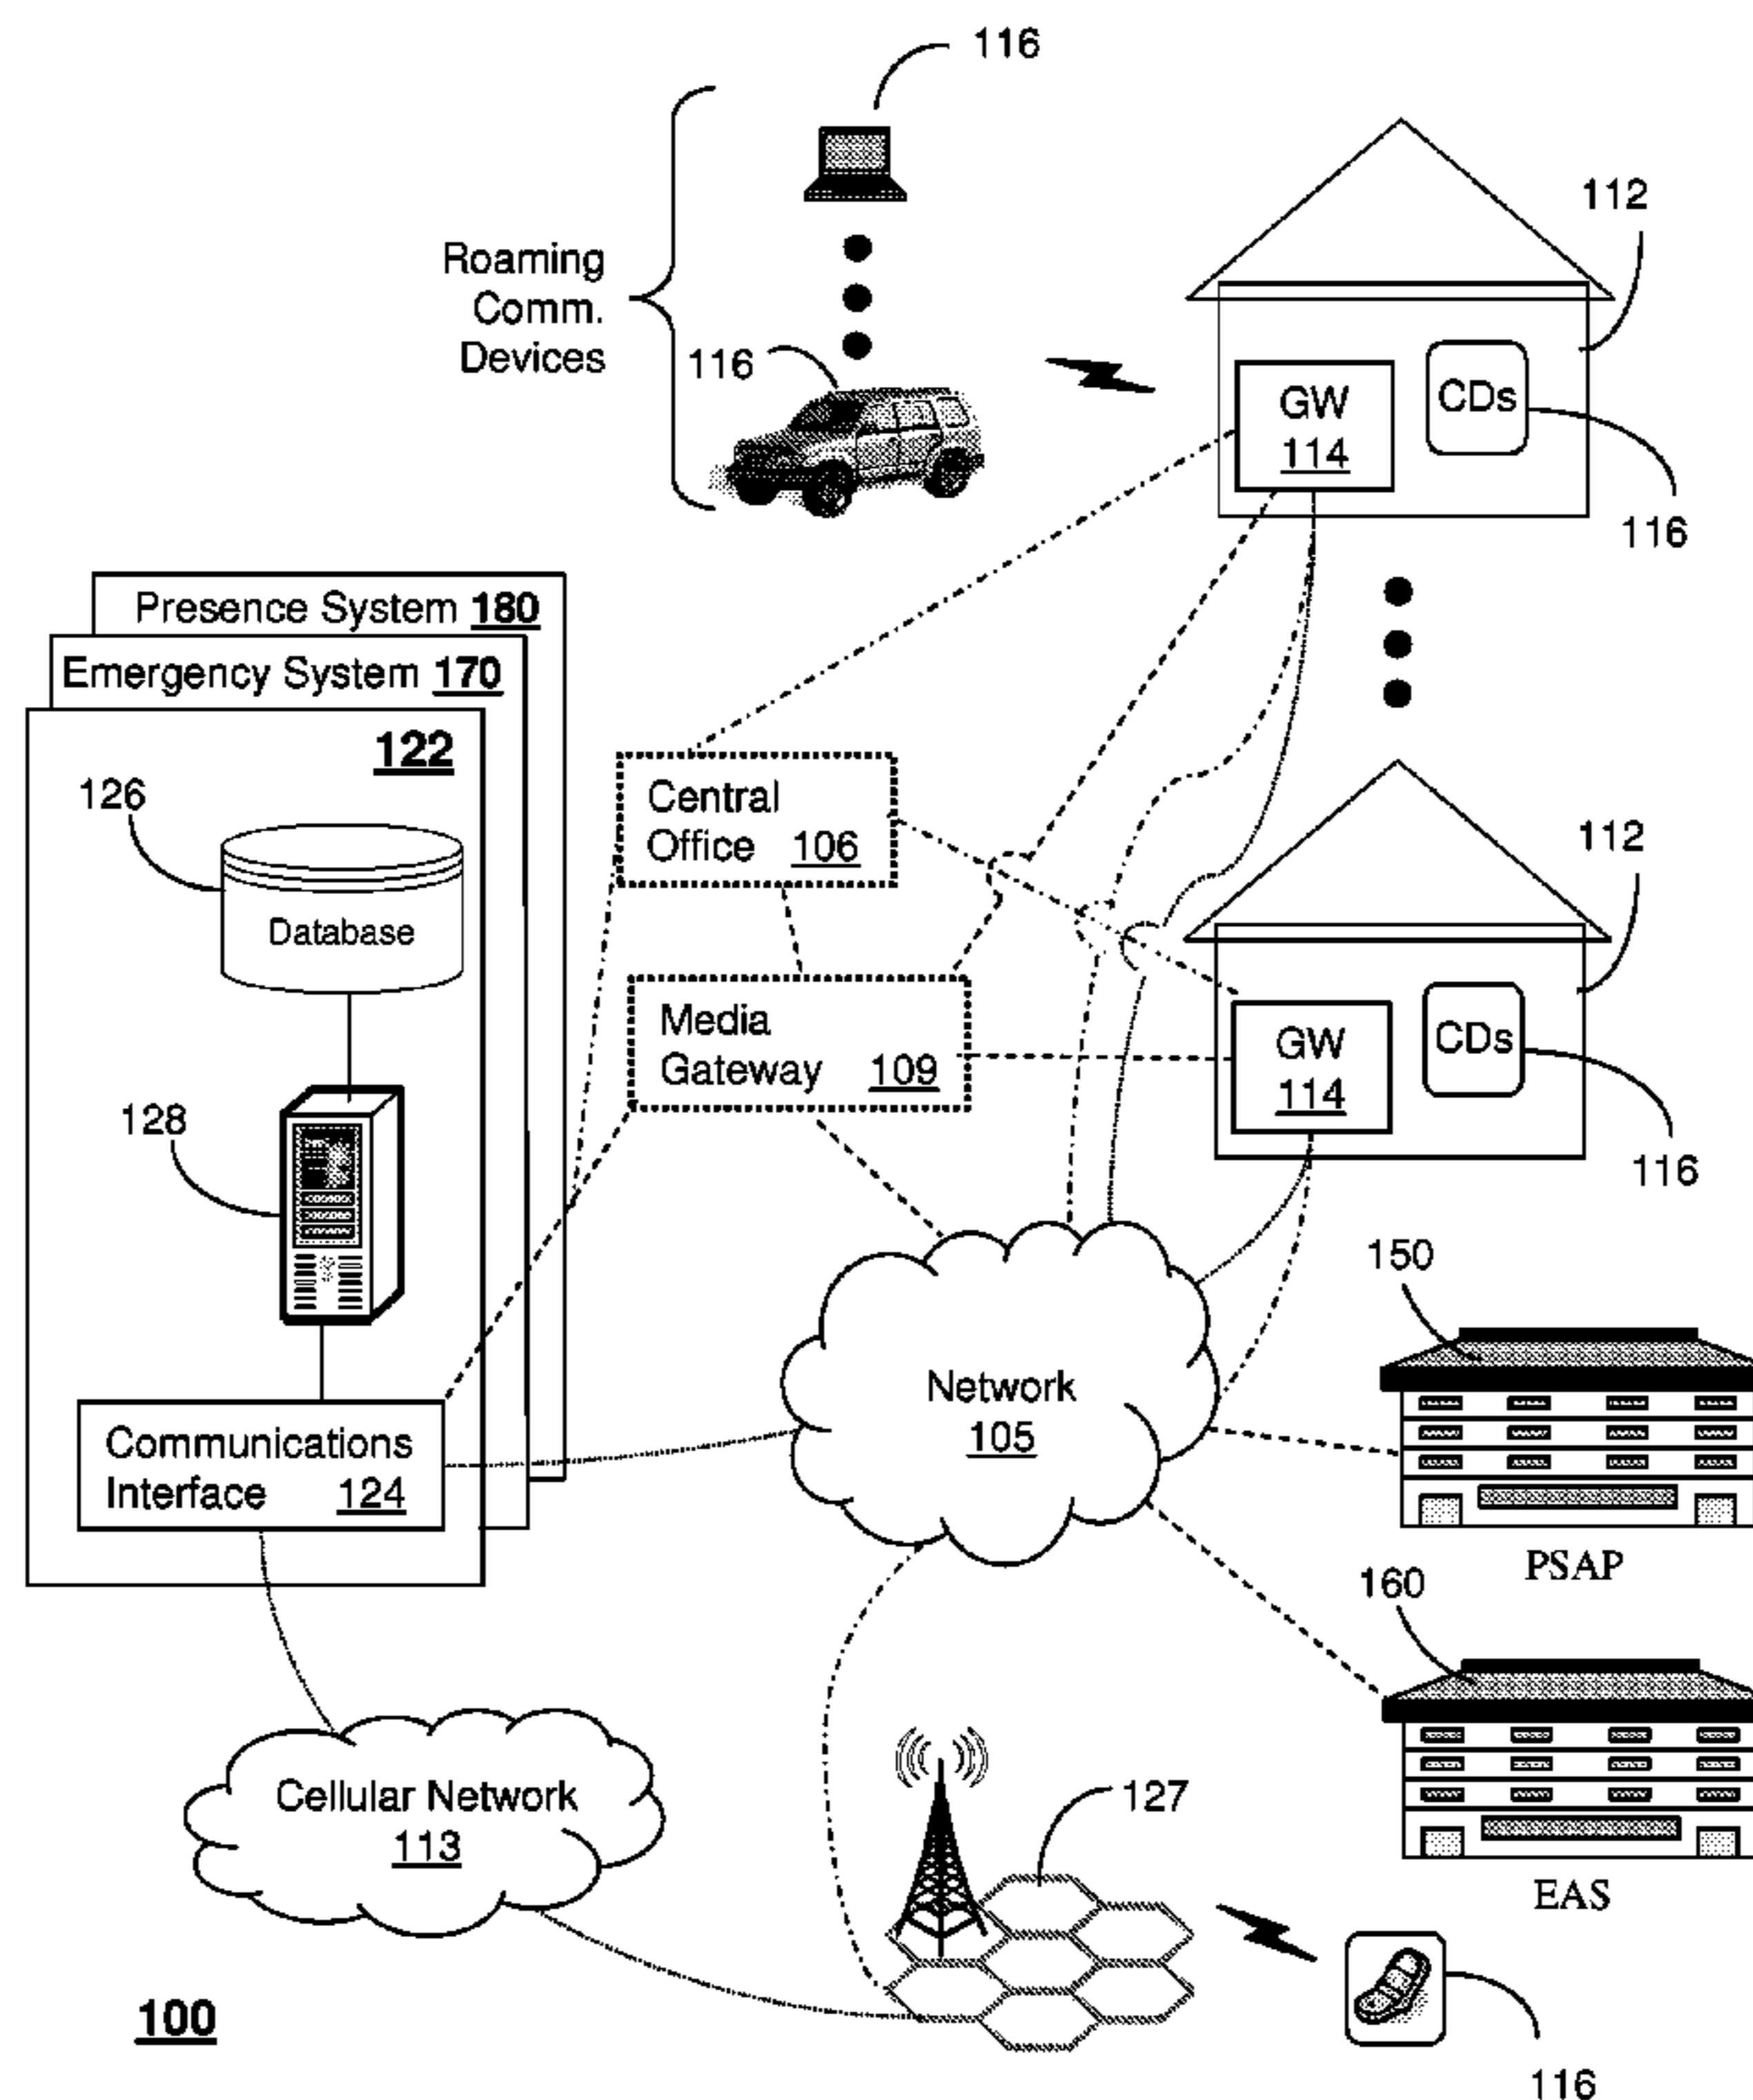 116
Roaming
Comm.
Devices
116
112
GW
114
CDs
116
Presence System 180
Emergency System 170
122
126
Database
128
Communications
Interface 124
Central
Office 106
Media
Gateway 109
112
GW
114
CDs
116
Network
105
150
PSAP
160
EAS
Cellular Network
113
127
116
100